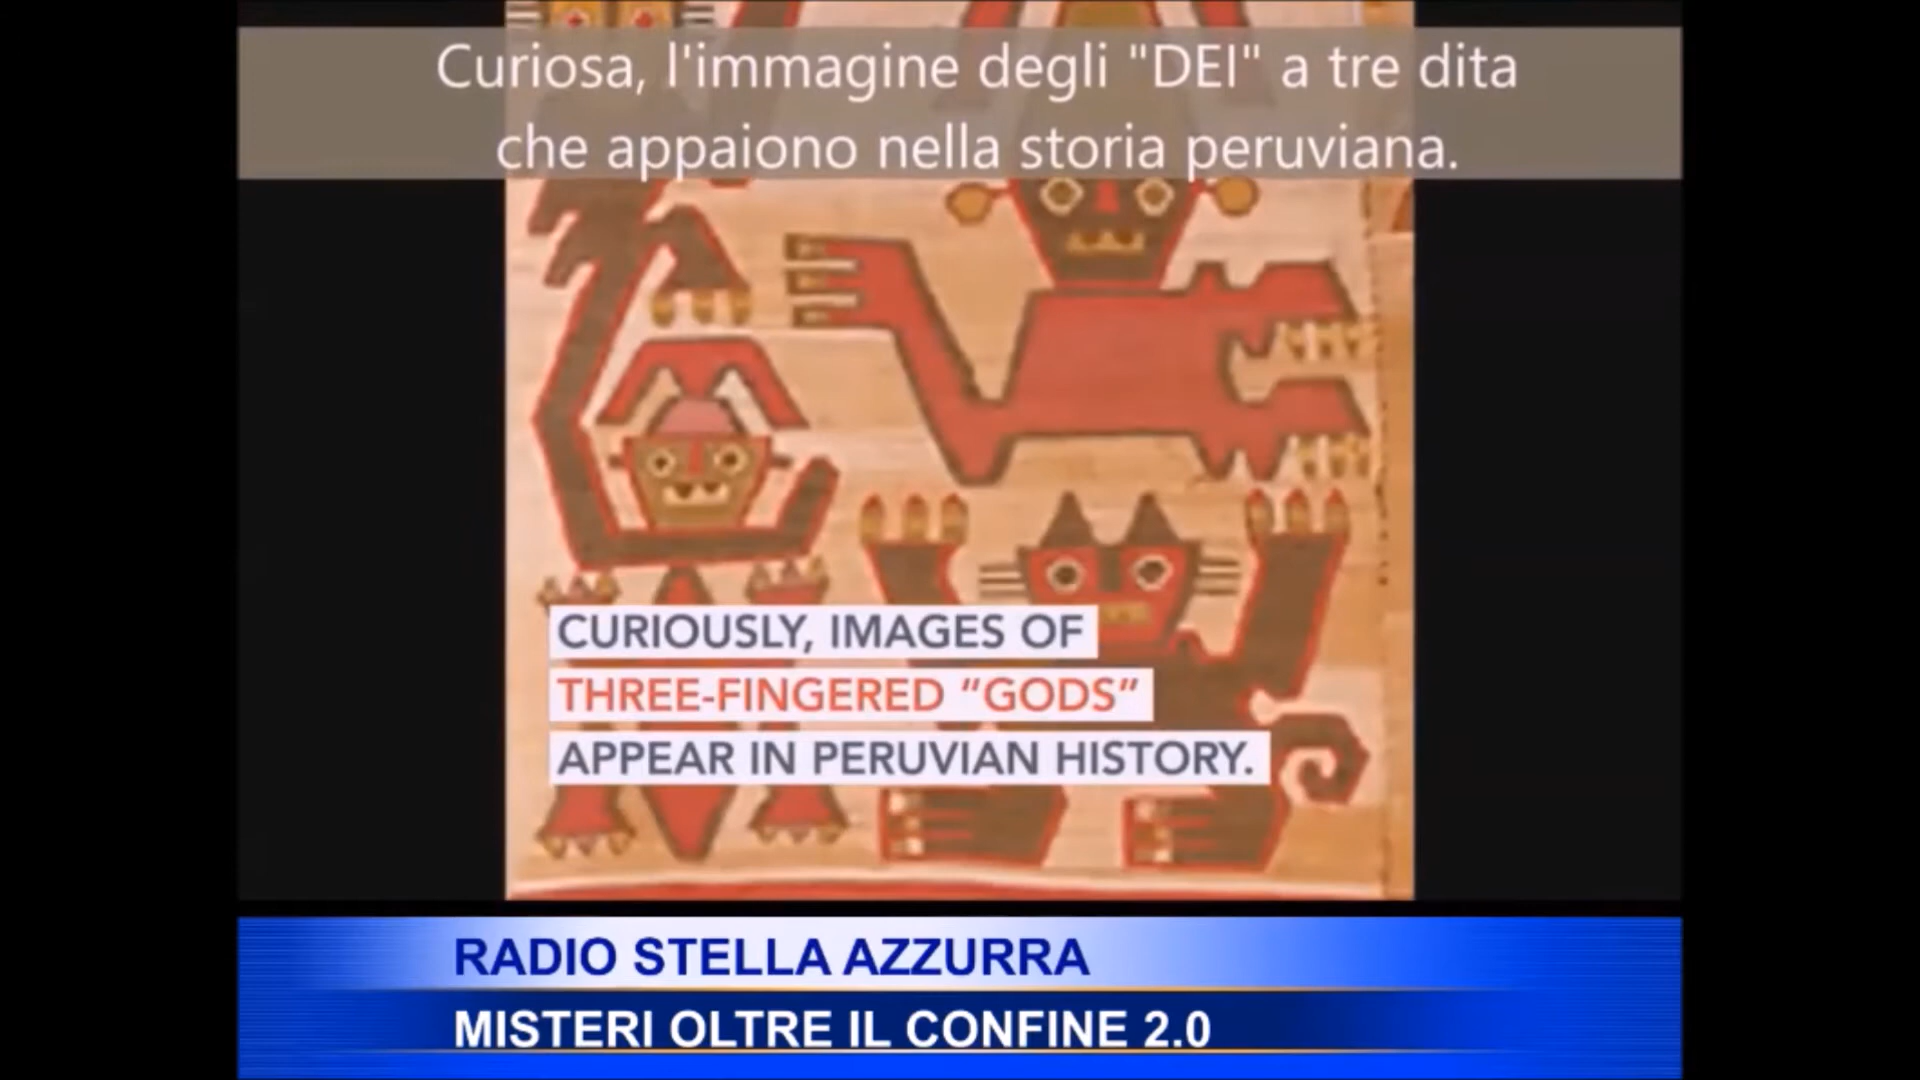 Curiosa, l'immagine degli "DEI" a tre dita
che appaiono nella storia peruviana.
CURIOUSLY, IMAGES OF
THREE-FINGERED “GODS”
APPEAR IN PERUVIAN HISTORY.
RADIO STELLA AZZURRA
MISTERI OLTRE IL CONFINE 2.0